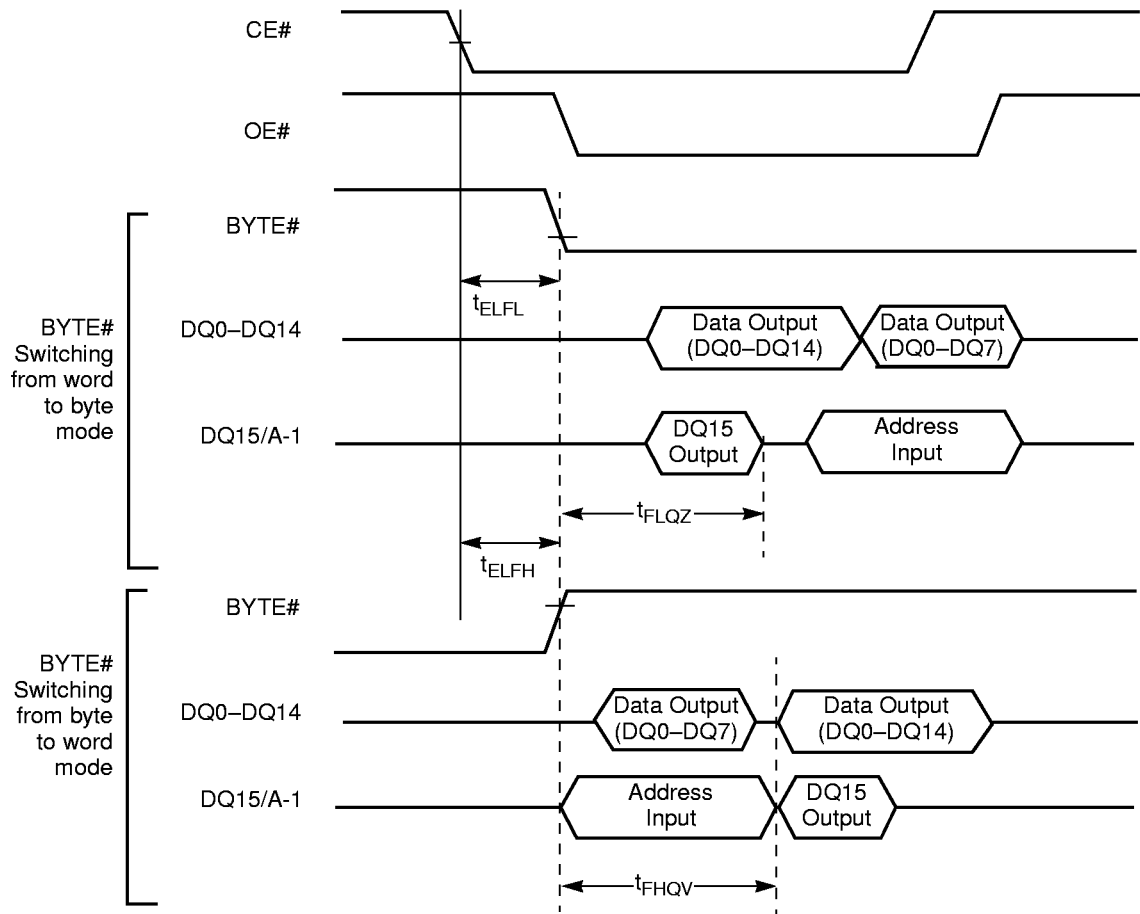 CE#
OE#
BYTE#
tELFL
BYTE#
Switching
from word
to byte
mode
DQ0–DQ14
Data Output
(DQ0–DQ14)
Data Output
(DQ0–DQ7)
DQ15/A-1
DQ15
Output
Address
Input
tFLQZ
tELFH
BYTE#
BYTE#
Switching
from byte
to word
mode
DQ0–DQ14
Data Output
(DQ0–DQ7)
Data Output
(DQ0–DQ14)
DQ15/A-1
Address
Input
DQ15
Output
tFHQV